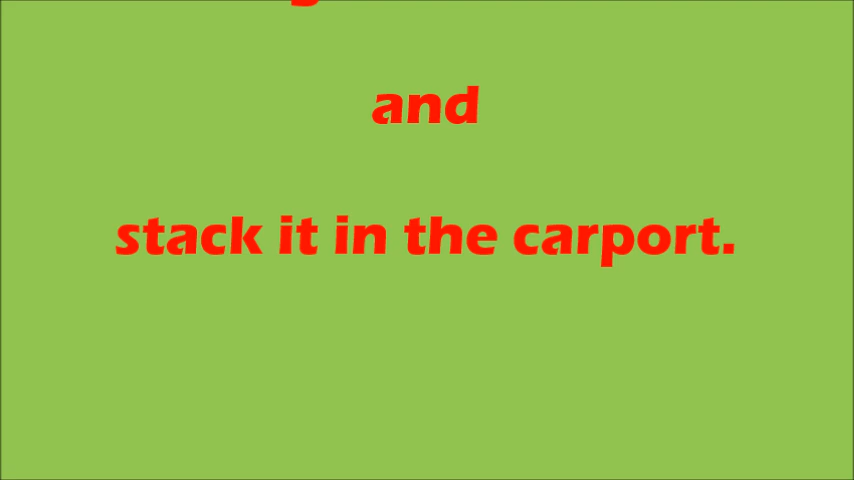 and
stack it in the carport.